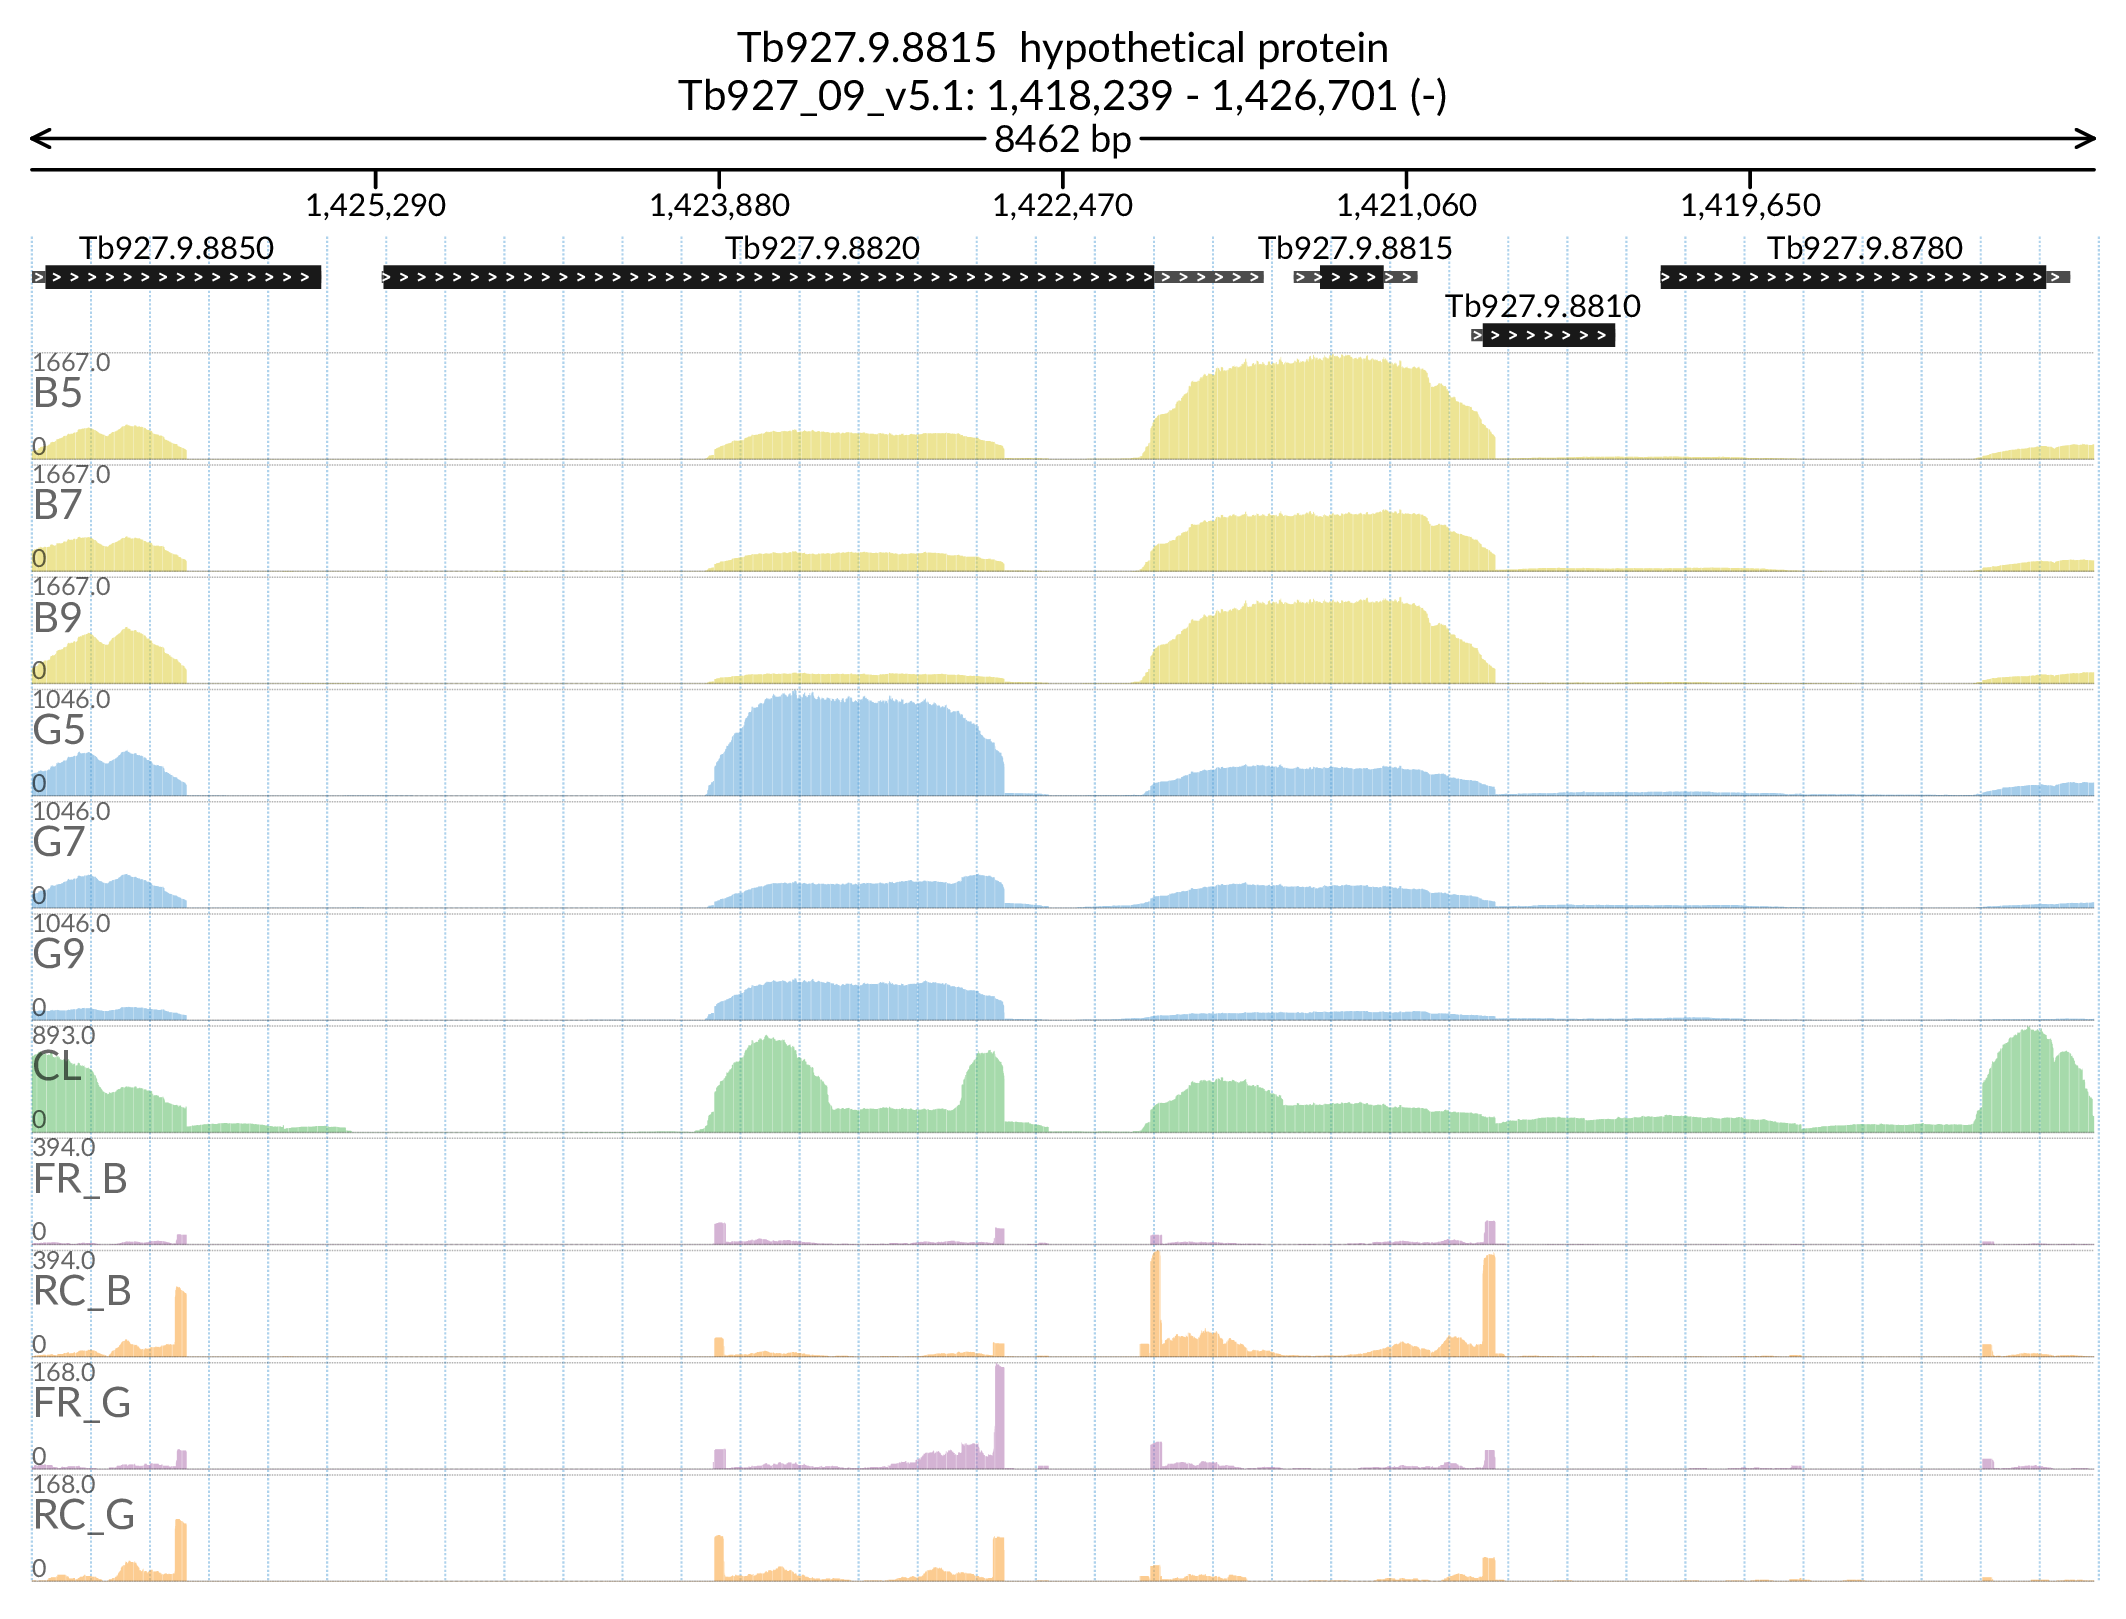 Tb927.9.8815  hypothetical protein
Tb927_09_v5.1: 1,418,239 - 1,426,701 (-)
8462 bp
1,425,290 1,423,880 1,422,470 1,421,060 1,419,650
Tb927.9.8850 Tb927.9.8820 Tb927.9.8815 Tb927.9.8780
Tb927.9.8810
1667.0
B5
0
1667.0
B7
0
1667.0
B9
0
1046.0
G5
0
1046.0
G7
0
1046.0
G9
0
893.0
CL
0
394.0
FR_B
0
394.0
RC_B
0
168.0
FR_G
0
168.0
RC_G
0